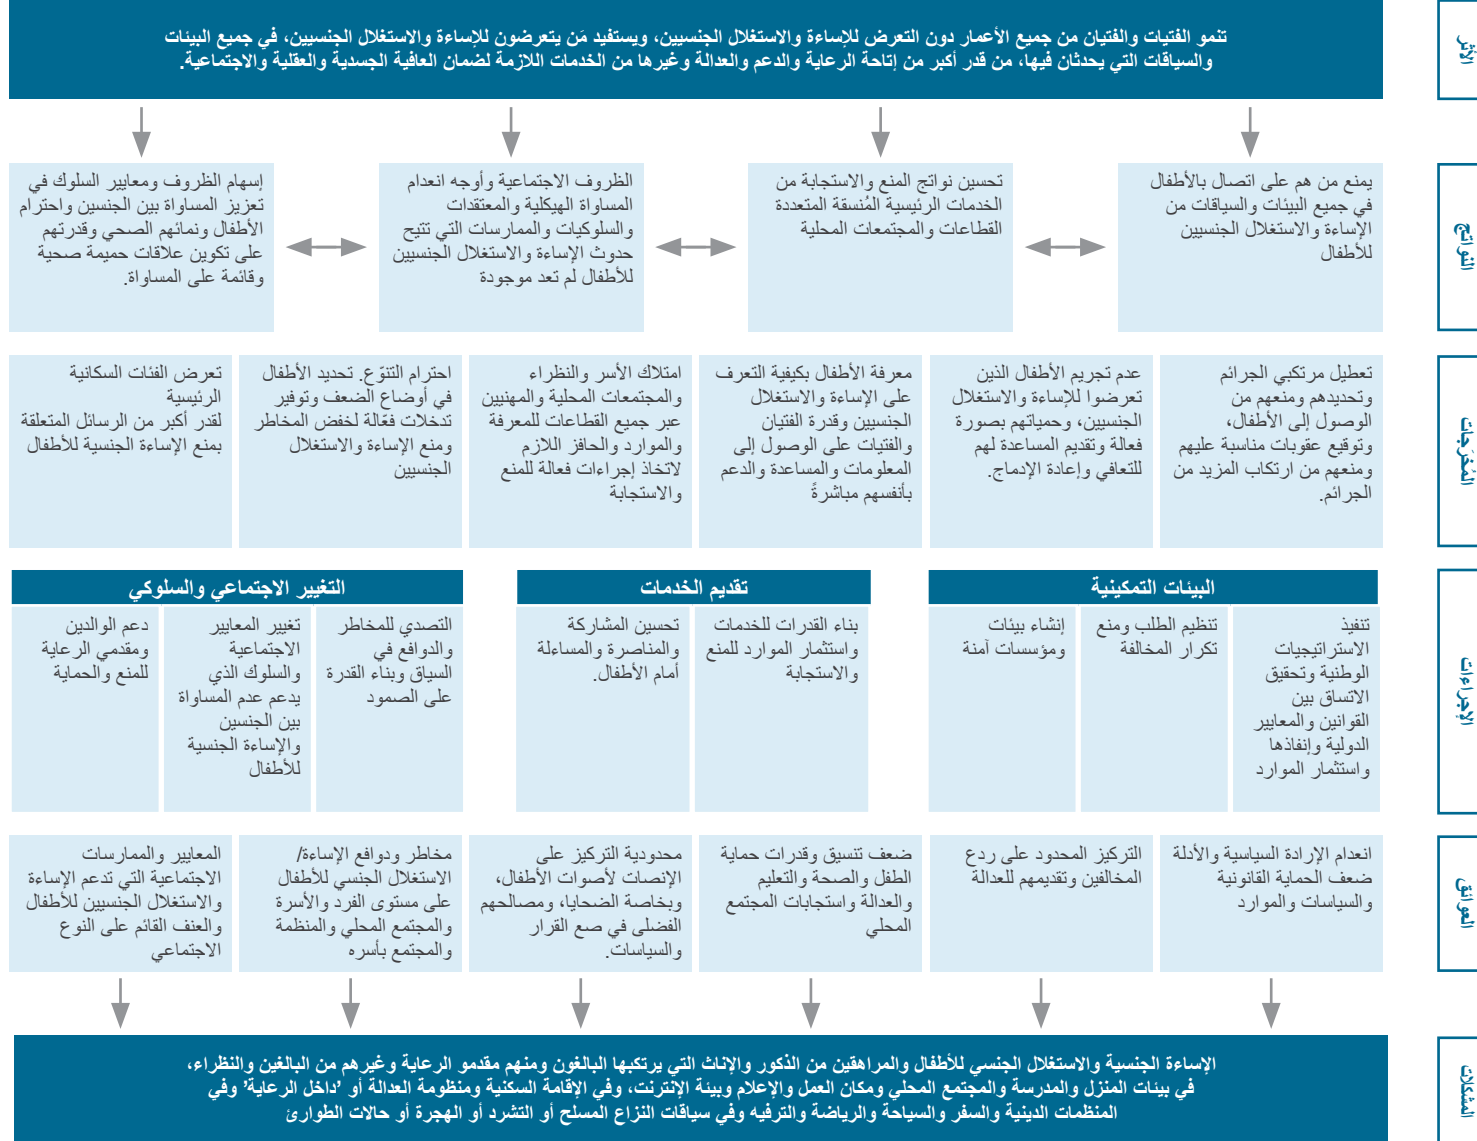 الأثر
تنمو الفتيات والفتيان من جميع الأعمار دون التعرض للإساءة والاستغلال الجنسيين، ويستفيد مَن يتعرضون للإساءة والاستغلال الجنسيين، في جميع البيئات
والسياقات التي يحدثان فيها، من قدر أكبر من إتاحة الرعاية والدعم والعدالة وغيرها من الخدمات اللازمة لضمان العافية الجسدية والعقلية والاجتماعية.
النواتج
يمنع من هم على اتصال بالأطفال
في جميع البيئات والسياقات من
الإساءة والاستغلال الجنسيين
للأطفال
تحسين نواتج المنع والاستجابة من
الخدمات الرئيسية المُنسقة المتعددة
القطاعات والمجتمعات المحلية
الظروف الاجتماعية وأوجه انعدام
المساواة الهيكلية والمعتقدات
والسلوكيات والممارسات التي تتيح
حدوث الإساءة والاستغلال الجنسيين
للأطفال لم تعد موجودة
إسهام الظروف ومعايير السلوك في
تعزيز المساواة بين الجنسين واحترام
الأطفال ونمائهم الصحي وقدرتهم
على تكوين علاقات حميمة صحية
وقائمة على المساواة.
المُخْرَجات
تعطيل مرتكبي الجرائم
وتحديدهم ومنعهم من
الوصول إلى الأطفال،
وتوقيع عقوبات مناسبة عليهم
ومنعهم من ارتكاب المزيد من
الجرائم.
عدم تجريم الأطفال الذين
تعرضوا للإساءة والاستغلال
الجنسيين، وحمياتهم بصورة
فعالة وتقديم المساعدة لهم
للتعافي وإعادة الإدماج.
معرفة الأطفال بكيفية التعرف
على الإساءة والاستغلال
الجنسيين وقدرة الفتيان
والفتيات على الوصول إلى
المعلومات والمساعدة والدعم
بأنفسهم مباشرةً
امتلاك الأسر والنظراء
والمجتمعات المحلية والمهنيين
عبر جميع القطاعات للمعرفة
والموارد والحافز اللازم
لاتخاذ إجراءات فعالة للمنع
والاستجابة
احترام التنوّع. تحديد الأطفال
في أوضاع الضعف وتوفير
تدخلات فعّالة لخفض المخاطر
ومنع الإساءة والاستغلال
الجنسيين
تعرض الفئات السكانية
الرئيسية
لقدر أكبر من الرسائل المتعلقة
بمنع الإساءة الجنسية للأطفال
الإجراءات
البيئات التمكينية
تنفيذ
الاستراتيجيات
الوطنية وتحقيق
الاتساق بين
القوانين والمعايير
الدولية وإنفاذها
واستثمار الموارد
تنظيم الطلب ومنع
تكرار المخالفة
إنشاء بيئات
ومؤسسات آمنة
تقديم الخدمات
بناء القدرات للخدمات
واستثمار الموارد للمنع
والاستجابة
تحسين المشاركة
والمناصرة والمساءلة
أمام الأطفال.
التغيير الاجتماعي والسلوكي
التصدي للمخاطر
والدوافع في
السياق وبناء القدرة
على الصمود
تغيير المعايير
الاجتماعية
والسلوك الذي
يدعم عدم المساواة
بين الجنسين
والإساءة الجنسية
للأطفال
دعم الوالدين
ومقدمي الرعاية
للمنع والحماية
العوائق
انعدام الإرادة السياسية والأدلة
ضعف الحماية القانونية
والسياسات والموارد
التركيز المحدود على ردع
المخالفين وتقديمهم للعدالة
ضعف تنسيق وقدرات حماية
الطفل والصحة والتعليم
والعدالة واستجابات المجتمع
المحلي
محدودية التركيز على
الإنصات لأصوات الأطفال،
وبخاصة الضحايا، ومصالحهم
الفضلى في صع القرار
والسياسات.
مخاطر ودوافع الإساءة/
الاستغلال الجنسي للأطفال
على مستوى الفرد والأسرة
والمجتمع المحلي والمنظمة
والمجتمع بأسره
المعايير والممارسات
الاجتماعية التي تدعم الإساءة
والاستغلال الجنسيين للأطفال
والعنف القائم على النوع
الاجتماعي
المشكلات
الإساءة الجنسية والاستغلال الجنسي للأطفال والمراهقين من الذكور والإناث التي يرتكبها البالغون ومنهم مقدمو الرعاية وغيرهم من البالغين والنظراء،
في بيئات المنزل والمدرسة والمجتمع المحلي ومكان العمل والإعلام وبيئة الإنترنت، وفي الإقامة السكنية ومنظومة العدالة أو ’داخل الرعاية‘ وفي
المنظمات الدينية والسفر والسياحة والرياضة والترفيه وفي سياقات النزاع المسلح أو التشرد أو الهجرة أو حالات الطوارئ